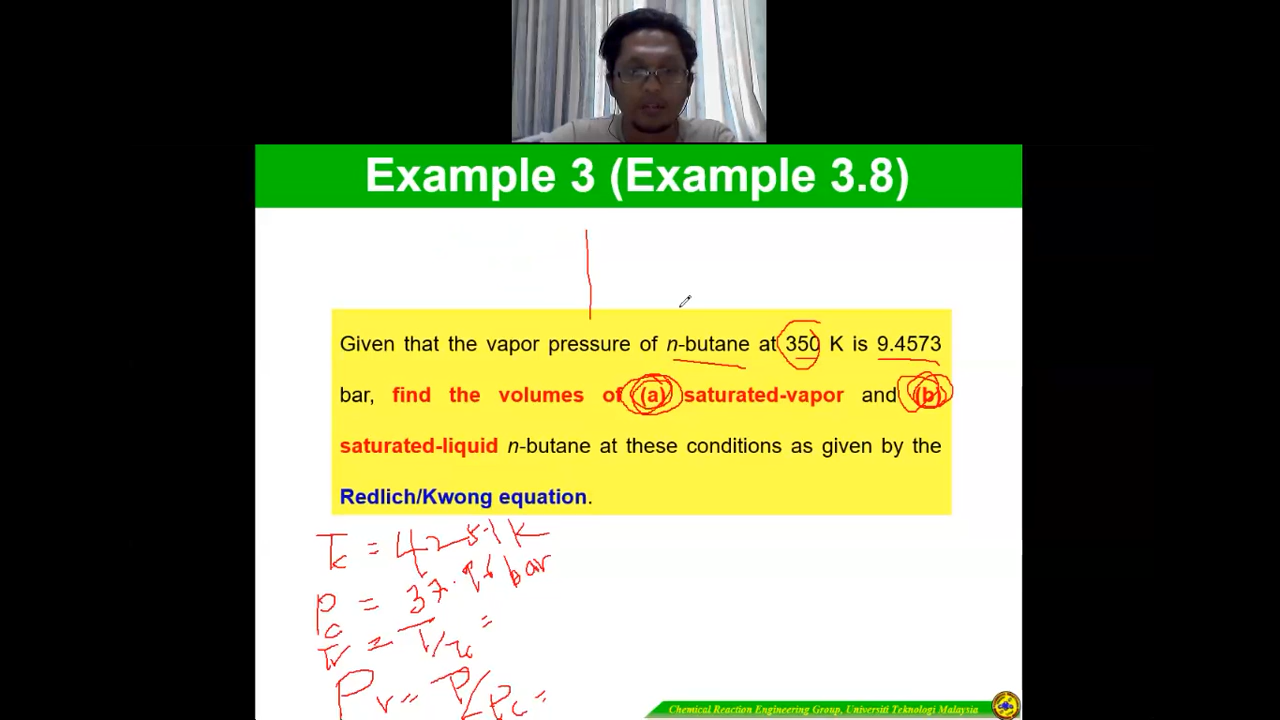 Example 3 (Example 3.8)
Given that the vapor pressure of n-butane at 350 K is 9.4573
bar, find the volumes of (a) saturated-vapor and (b)
saturated-liquid n-butane at these conditions as given by the
Redlich/Kwong equation.
Tc = 425.1 K
Pc = 37.96 bar
Tr = T/Tc =
Pr = P/Pc =
Chemical Reaction Engineering Group, Universiti Teknologi Malaysia